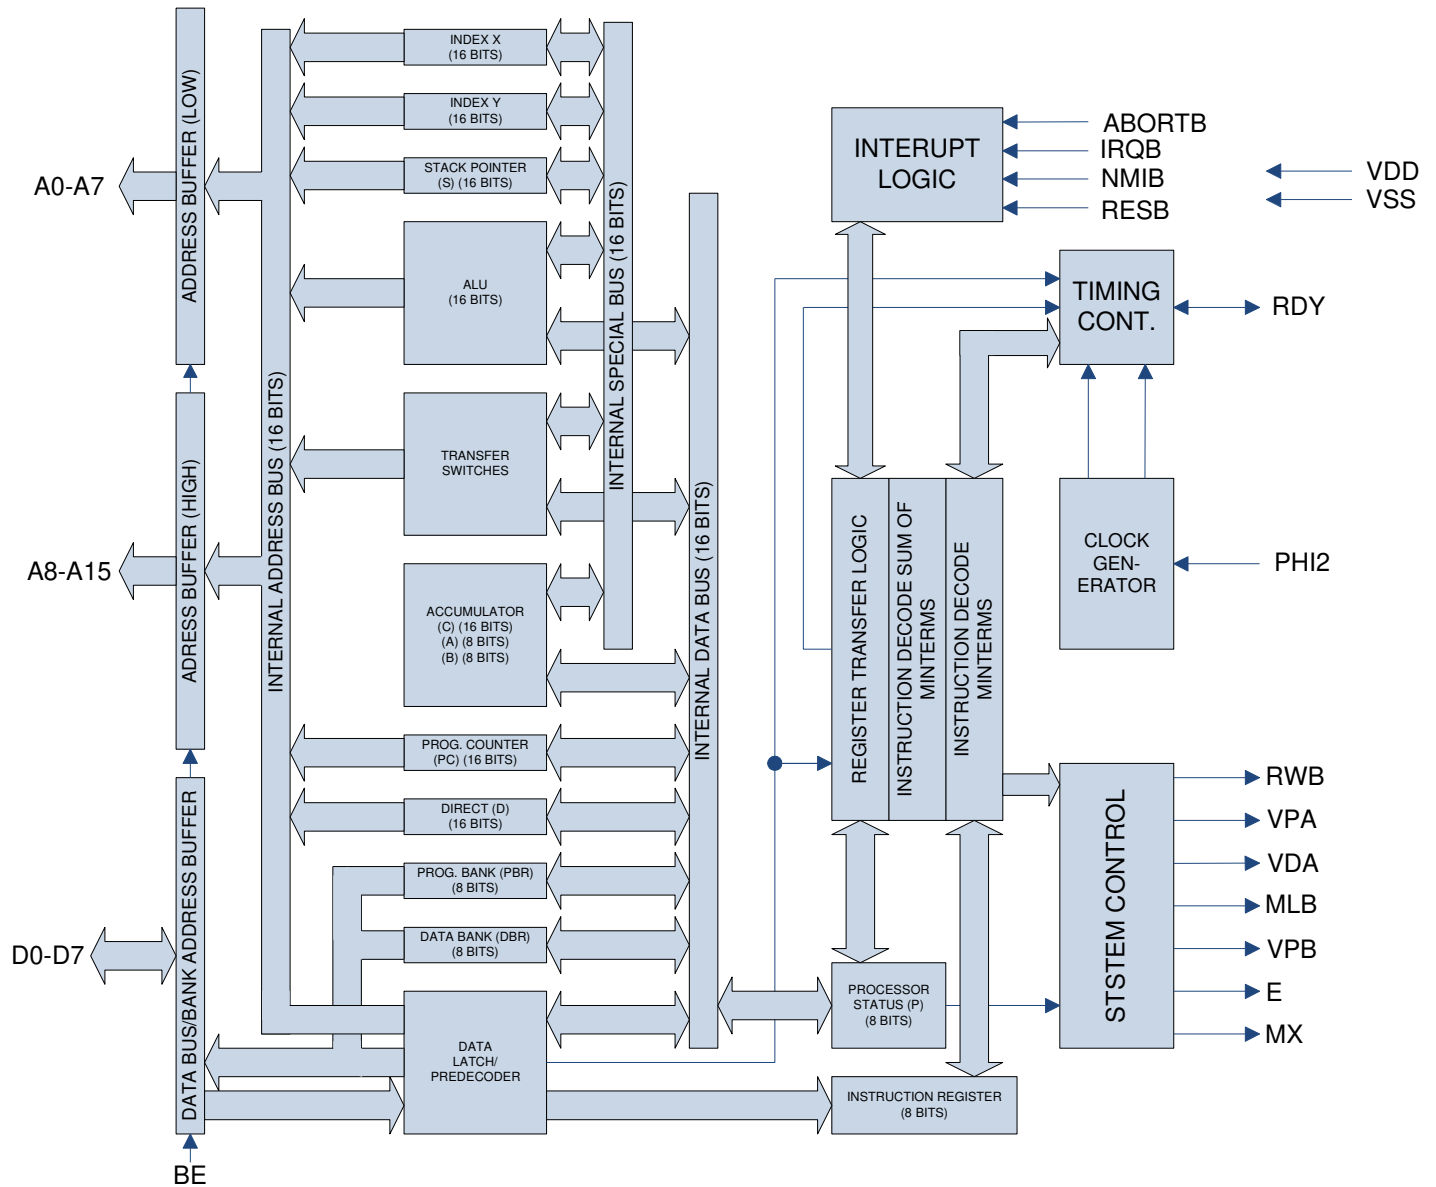 A0-A7
A8-A15
D0-D7
BE
ADDRESS BUFFER (LOW)
ADRESS BUFFER (HIGH)
DATA BUS/BANK ADDRESS BUFFER
INTERNAL ADDRESS BUS (16 BITS)
INDEX X
(16 BITS)
INDEX Y
(16 BITS)
STACK POINTER
(S) (16 BITS)
ALU
(16 BITS)
TRANSFER
SWITCHES
ACCUMULATOR
(C) (16 BITS)
(A) (8 BITS)
(B) (8 BITS)
PROG. COUNTER
(PC) (16 BITS)
DIRECT (D)
(16 BITS)
PROG. BANK (PBR)
(8 BITS)
DATA BANK (DBR)
(8 BITS)
DATA
LATCH/
PREDECODER
INTERNAL SPECIAL BUS (16 BITS)
INTERNAL DATA BUS (16 BITS)
INTERUPT
LOGIC
ABORTB
IRQB
NMIB
RESB
VDD
VSS
TIMING
CONT.
RDY
REGISTER TRANSFER LOGIC
INSTRUCTION DECODE SUM OF
MINTERMS
INSTRUCTION DECODE
MINTERMS
CLOCK
GEN-
ERATOR
PHI2
STSTEM CONTROL
RWB
VPA
VDA
MLB
VPB
E
MX
PROCESSOR
STATUS (P)
(8 BITS)
INSTRUCTION REGISTER
(8 BITS)